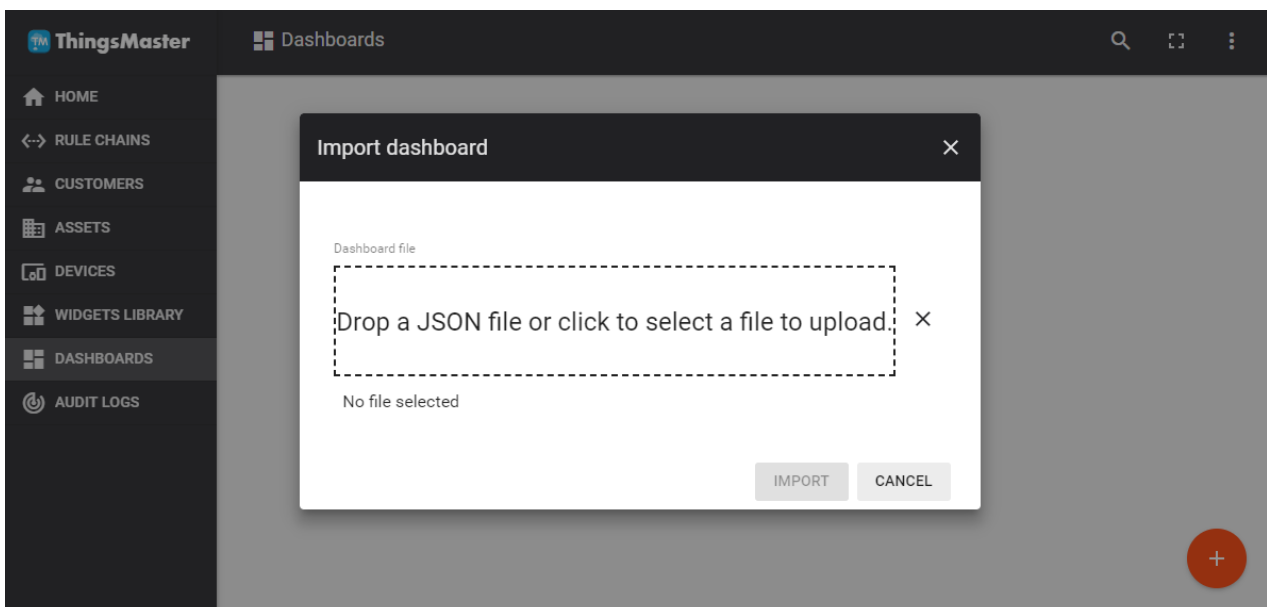 TM ThingsMaster
Dashboards
HOME
RULE CHAINS
CUSTOMERS
ASSETS
DEVICES
WIDGETS LIBRARY
DASHBOARDS
AUDIT LOGS
Import dashboard
Dashboard file
Drop a JSON file or click to select a file to upload.
No file selected
IMPORT CANCEL